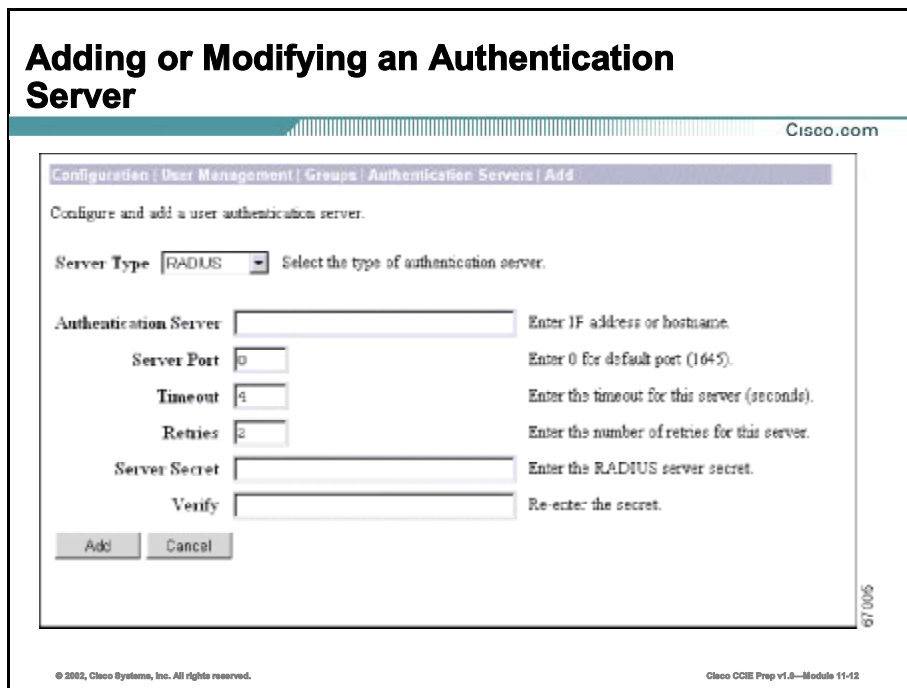 Adding or Modifying an Authentication
Server
Cisco.com
Configuration | User Management | Groups | Authentication Servers | Add
Configure and add a user authentication server.
Server Type RADIUS Select the type of authentication server.
Authentication Server Enter IP address or hostname.
Server Port 0 Enter 0 for default port (1645).
Timeout 4 Enter the timeout for this server (seconds).
Retries 2 Enter the number of retries for this server.
Server Secret Enter the RADIUS server secret.
Verify Re-enter the secret.
Add Cancel
67006
© 2002, Cisco Systems, Inc. All rights reserved. Cisco CCIE Prep v1.0—Module 11-12